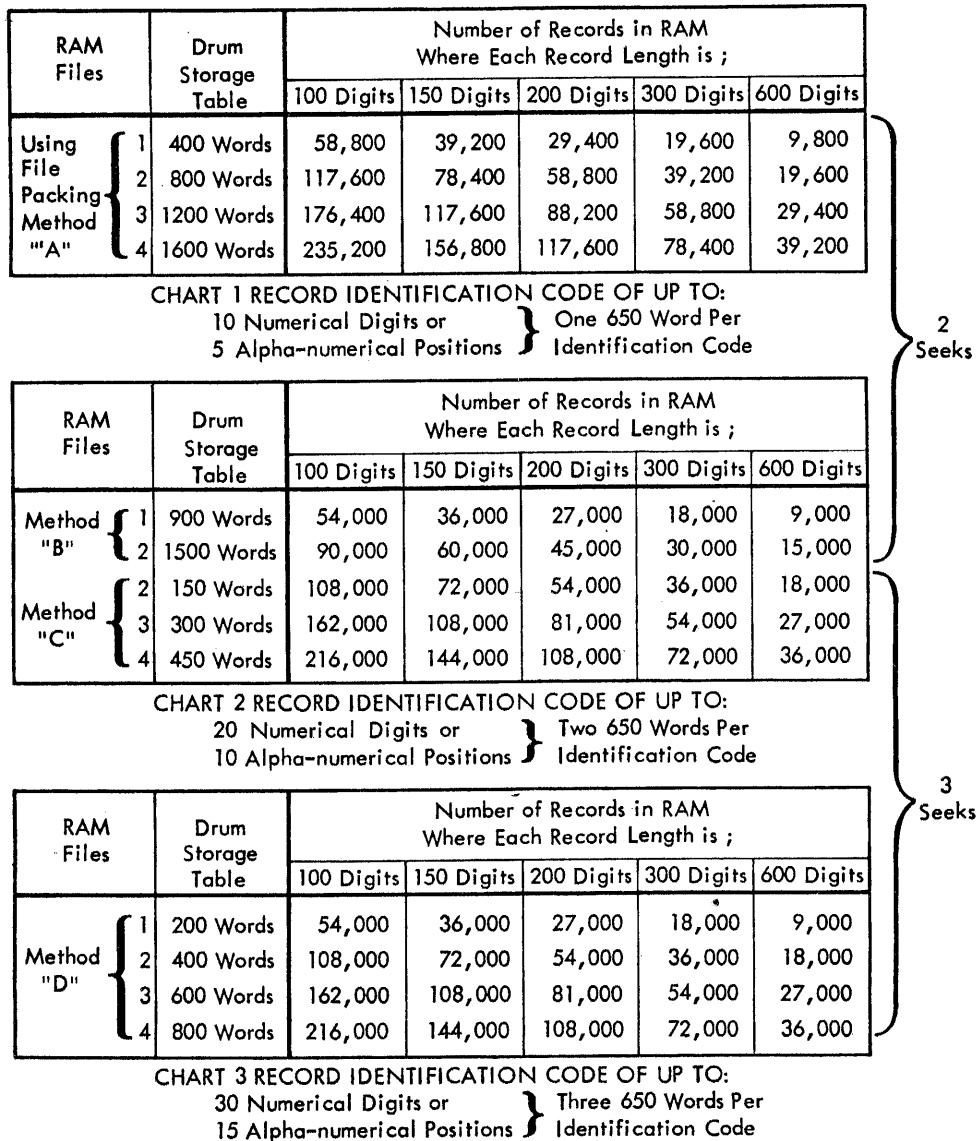 RAM Files | Drum Storage Table | Number of Records in RAM Where Each Record Length is ;
100 Digits | 150 Digits | 200 Digits | 300 Digits | 600 Digits
Using File Packing Method "'A"
1 | 400 Words | 58,800 | 39,200 | 29,400 | 19,600 | 9,800
2 | 800 Words | 117,600 | 78,400 | 58,800 | 39,200 | 19,600
3 | 1200 Words | 176,400 | 117,600 | 88,200 | 58,800 | 29,400
4 | 1600 Words | 235,200 | 156,800 | 117,600 | 78,400 | 39,200
CHART 1 RECORD IDENTIFICATION CODE OF UP TO:
10 Numerical Digits or } One 650 Word Per
5 Alpha-numerical Positions } Identification Code
2
Seeks
RAM Files | Drum Storage Table | Number of Records in RAM Where Each Record Length is ;
100 Digits | 150 Digits | 200 Digits | 300 Digits | 600 Digits
Method "B"
1 | 900 Words | 54,000 | 36,000 | 27,000 | 18,000 | 9,000
2 | 1500 Words | 90,000 | 60,000 | 45,000 | 30,000 | 15,000
Method "C"
2 | 150 Words | 108,000 | 72,000 | 54,000 | 36,000 | 18,000
3 | 300 Words | 162,000 | 108,000 | 81,000 | 54,000 | 27,000
4 | 450 Words | 216,000 | 144,000 | 108,000 | 72,000 | 36,000
CHART 2 RECORD IDENTIFICATION CODE OF UP TO:
20 Numerical Digits or } Two 650 Words Per
10 Alpha-numerical Positions } Identification Code
3
Seeks
RAM Files | Drum Storage Table | Number of Records in RAM Where Each Record Length is ;
100 Digits | 150 Digits | 200 Digits | 300 Digits | 600 Digits
Method "D"
1 | 200 Words | 54,000 | 36,000 | 27,000 | 18,000 | 9,000
2 | 400 Words | 108,000 | 72,000 | 54,000 | 36,000 | 18,000
3 | 600 Words | 162,000 | 108,000 | 81,000 | 54,000 | 27,000
4 | 800 Words | 216,000 | 144,000 | 108,000 | 72,000 | 36,000
CHART 3 RECORD IDENTIFICATION CODE OF UP TO:
30 Numerical Digits or } Three 650 Words Per
15 Alpha-numerical Positions } Identification Code